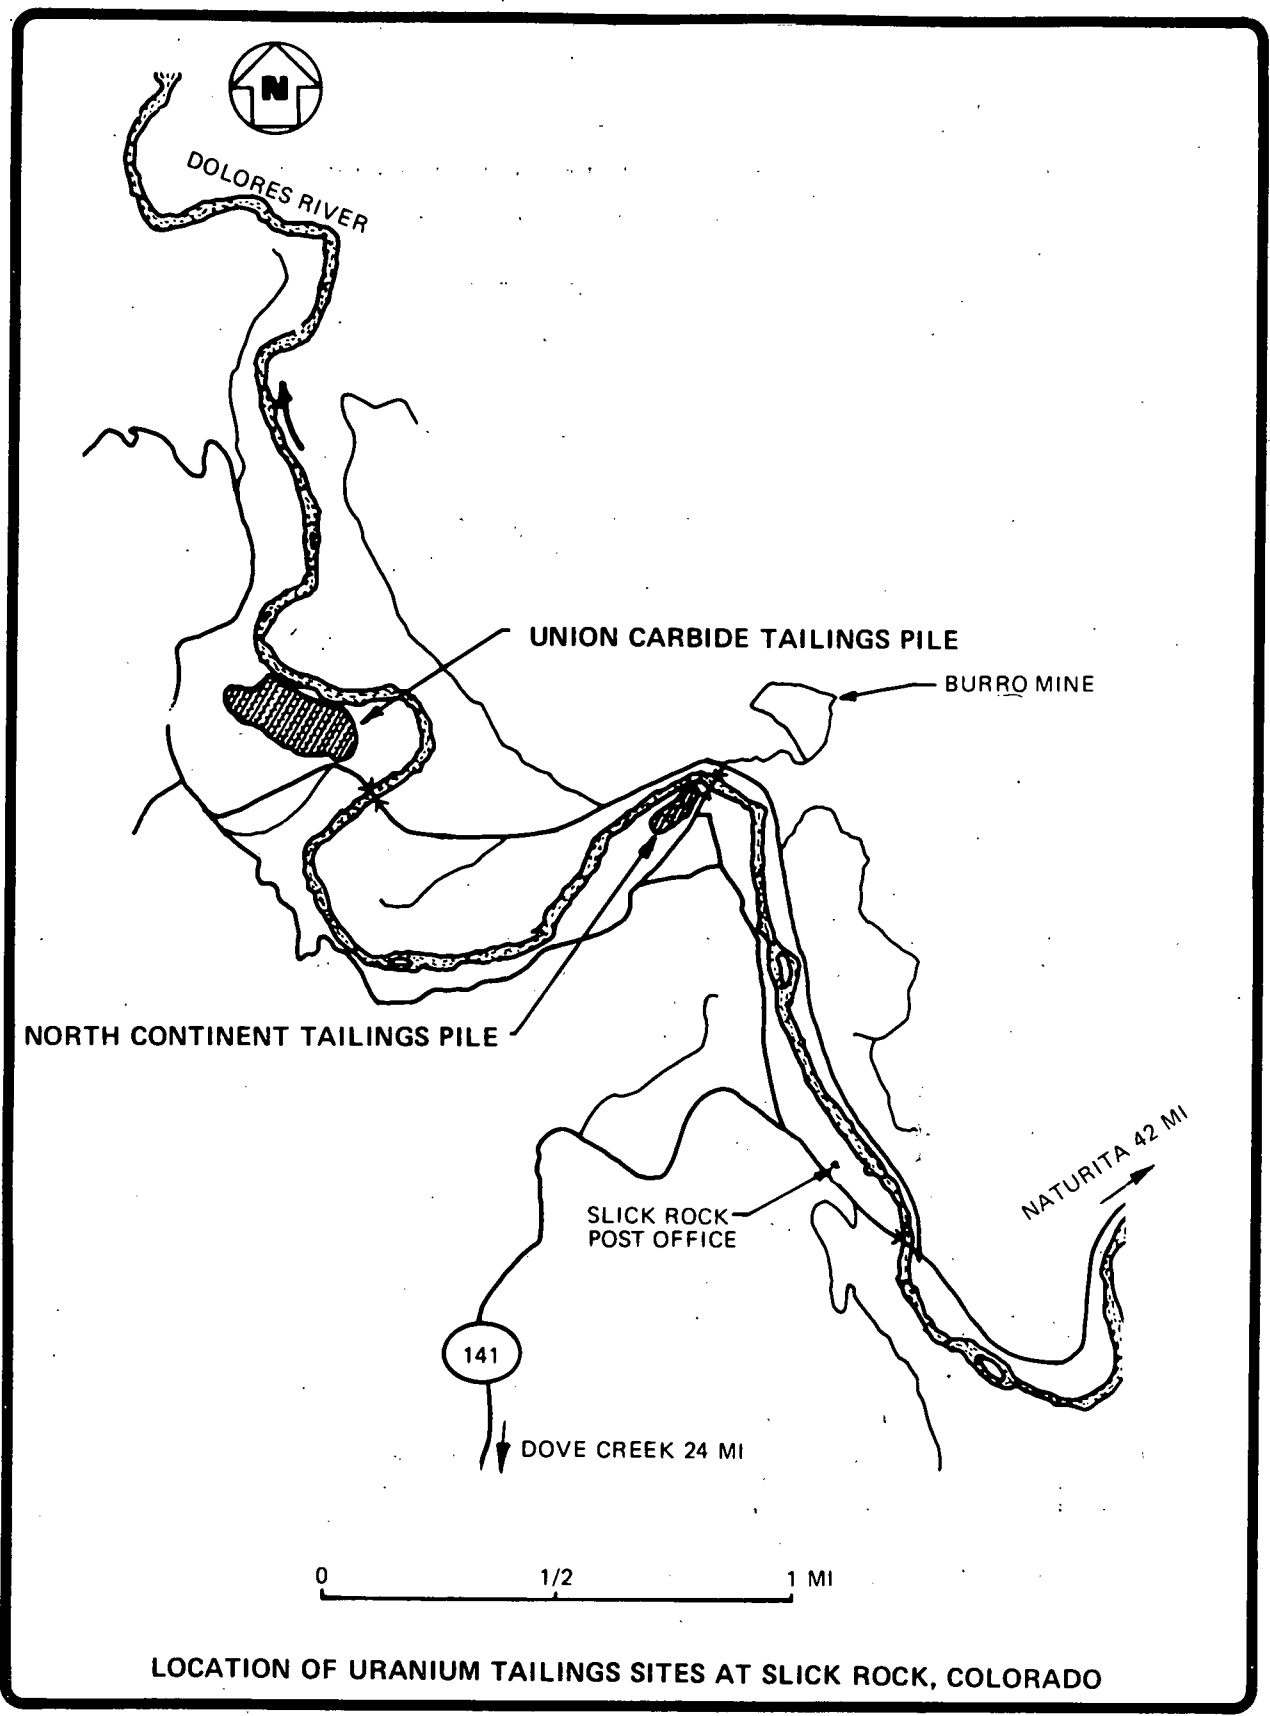 N
DOLORES RIVER
UNION CARBIDE TAILINGS PILE
BURRO MINE
NORTH CONTINENT TAILINGS PILE
NATURITA 42 MI
SLICK ROCK
POST OFFICE
141
DOVE CREEK 24 MI
0 1/2 1 MI
LOCATION OF URANIUM TAILINGS SITES AT SLICK ROCK, COLORADO